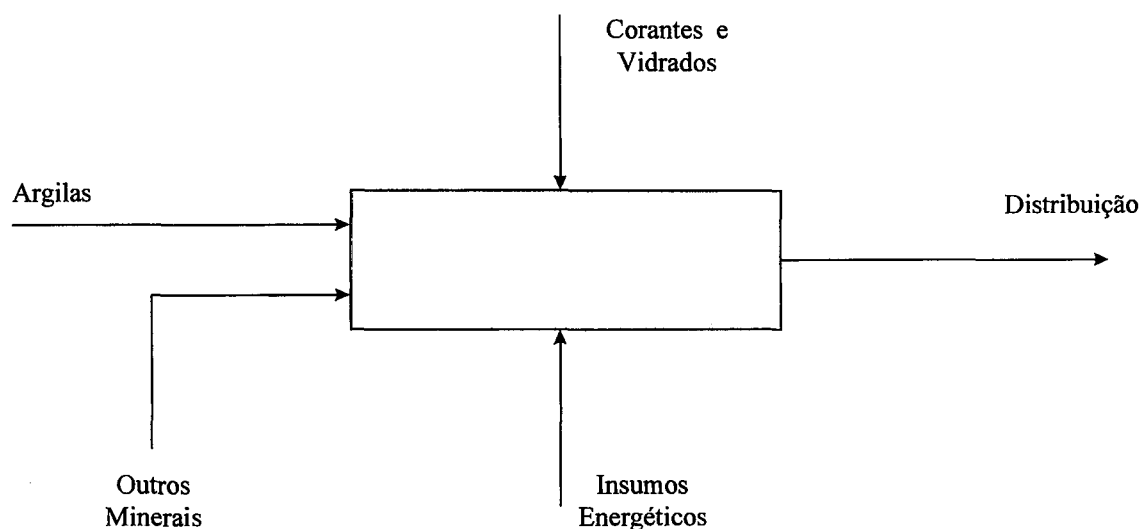 Corantes e
Vidrados
Argilas
Distribuição
Outros
Minerais
Insumos
Energéticos